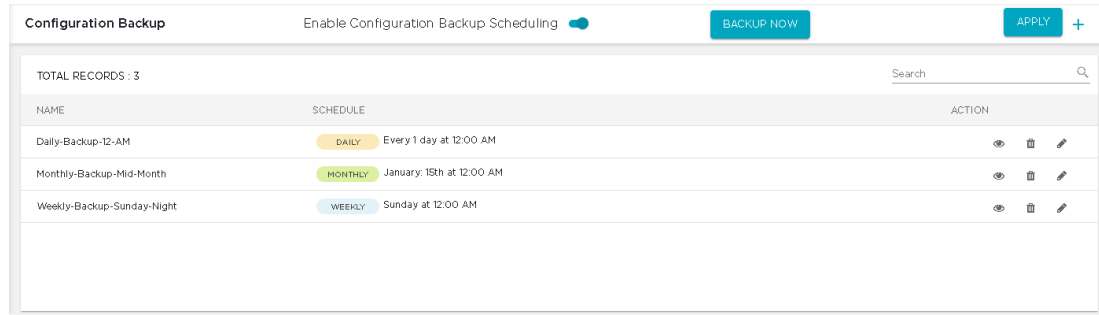 Configuration Backup Enable Configuration Backup Scheduling BACKUP NOW APPLY +
TOTAL RECORDS : 3 Search
NAME SCHEDULE ACTION
Daily-Backup-12-AM DAILY Every 1 day at 12:00 AM
Monthly-Backup-Mid-Month MONTHLY January: 15th at 12:00 AM
Weekly-Backup-Sunday-Night WEEKLY Sunday at 12:00 AM